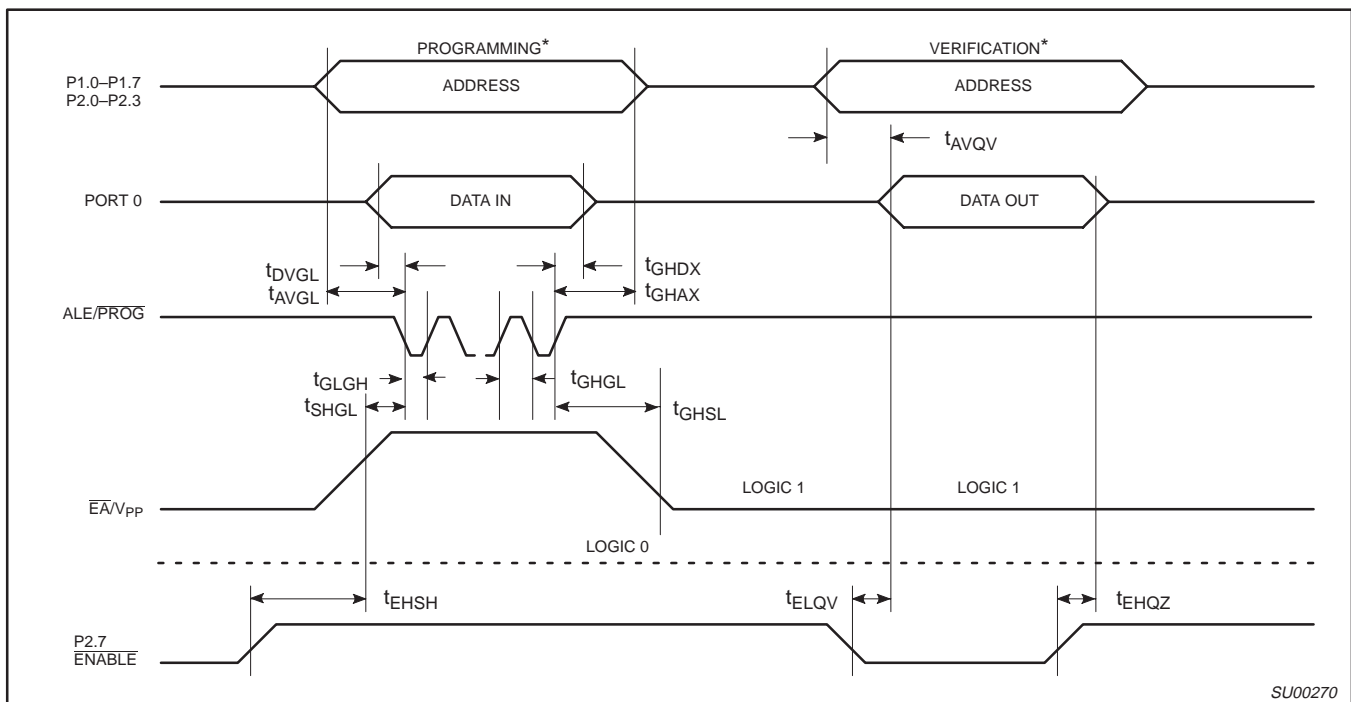 PROGRAMMING*
VERIFICATION*
P1.0–P1.7
P2.0–P2.3
ADDRESS
ADDRESS
tAVQV
PORT 0
DATA IN
DATA OUT
tDVGL
tGHDX
tAVGL
tGHAX
ALE/PROG
tGLGH
tGHGL
tSHGL
tGHSL
LOGIC 1
LOGIC 1
EA/VPP
LOGIC 0
tEHSH
tELQV
tEHQZ
P2.7
ENABLE
SU00270